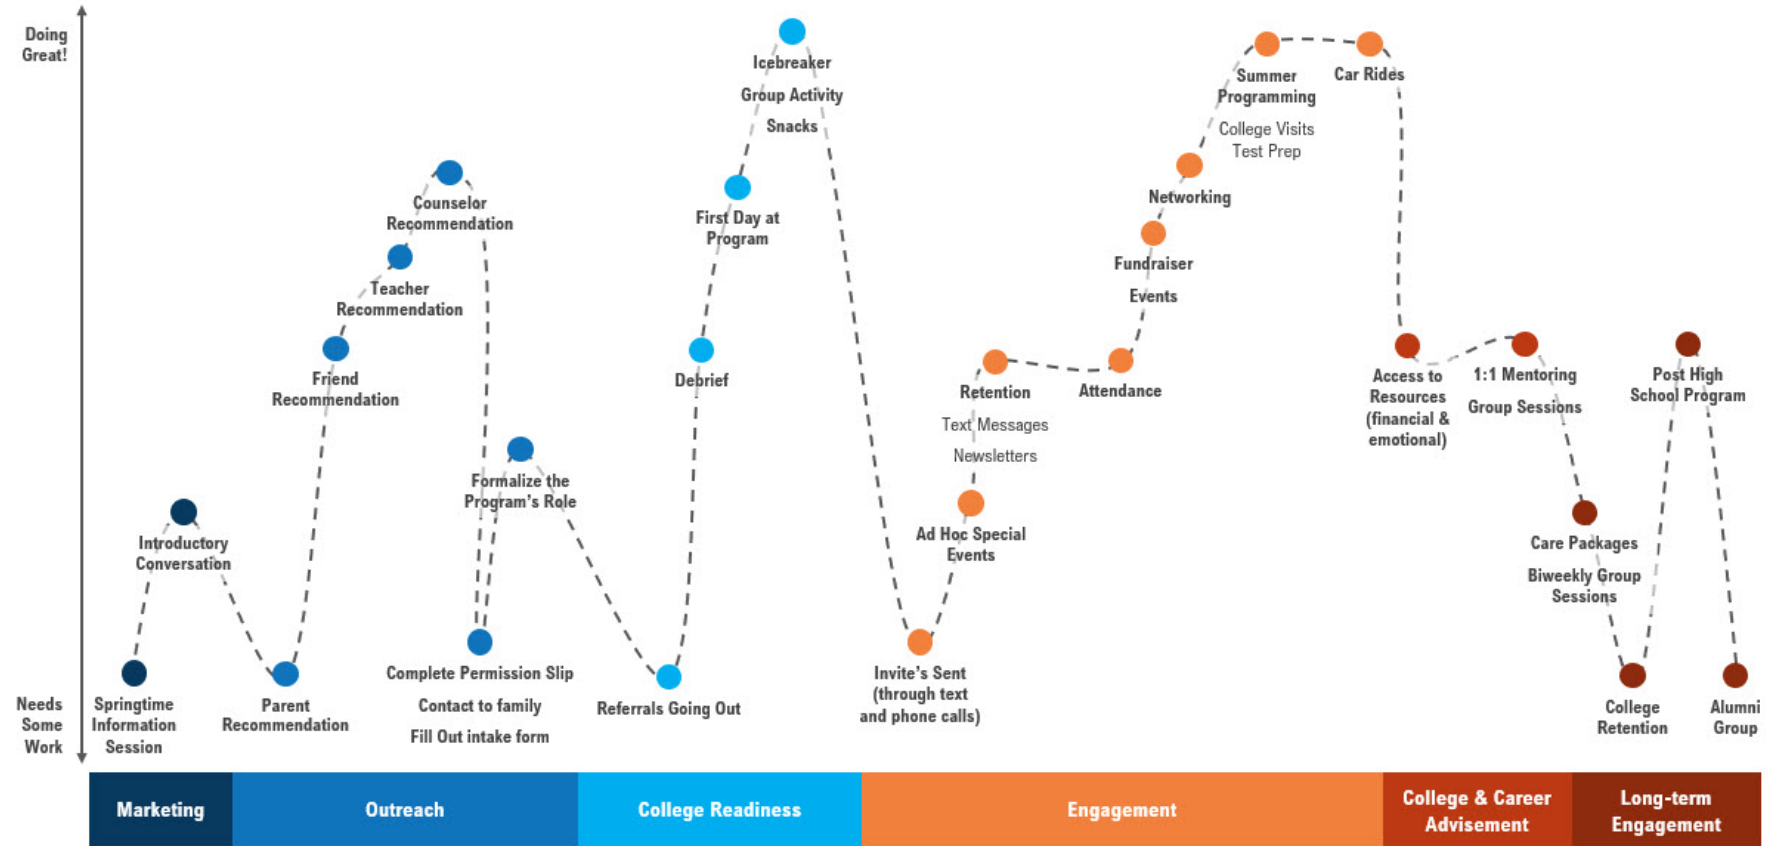 Doing
Great!
Needs
Some
Work
Springtime
Information
Session
Introductory
Conversation
Parent
Recommendation
Friend
Recommendation
Teacher
Recommendation
Counselor
Recommendation
Complete Permission Slip
Contact to family
Fill Out intake form
Formalize the
Program's Role
Referrals Going Out
Debrief
First Day at
Program
Icebreaker
Group Activity
Snacks
Invite's Sent
(through text
and phone calls)
Ad Hoc Special
Events
Retention
Text Messages
Newsletters
Attendance
Fundraiser
Events
Networking
Summer
Programming
College Visits
Test Prep
Car Rides
Access to
Resources
(financial &
emotional)
1:1 Mentoring
Group Sessions
Care Packages
Biweekly Group
Sessions
College
Retention
Post High
School Program
Alumni
Group
Marketing
Outreach
College Readiness
Engagement
College & Career
Advisement
Long-term
Engagement